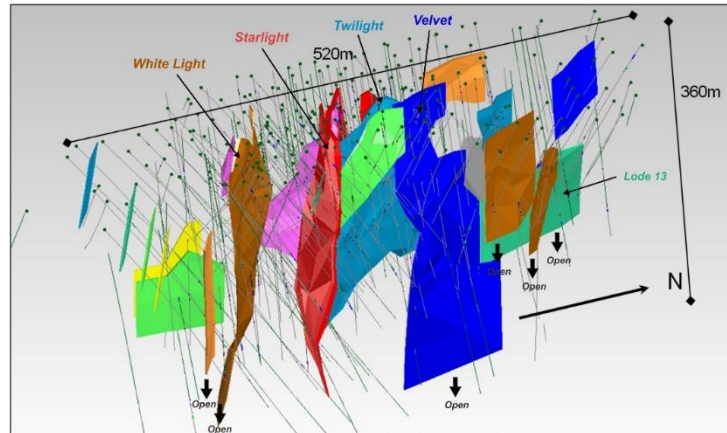 Twilight
Velvet
Starlight
520m
White Light
360m
Lode 13
N
Open
Open
Open
Open
Open
Open